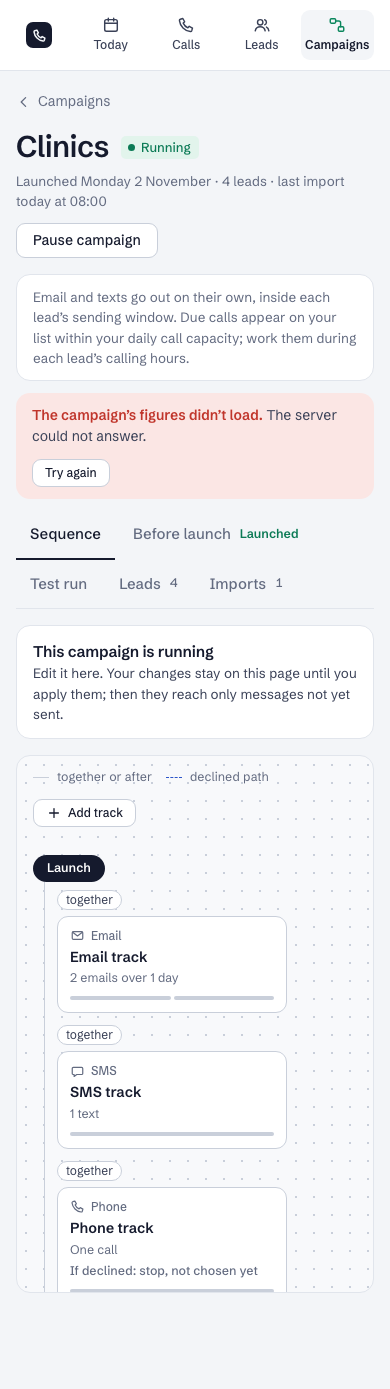 Today
Calls
Leads
Campaigns
Campaigns
Clinics
Running
Launched Monday 2 November · 4 leads · last import
today at 08:00
Pause campaign
Email and texts go out on their own, inside each
lead’s sending window. Due calls appear on your
list within your daily call capacity; work them during
each lead’s calling hours.
The campaign’s figures didn’t load. The server
could not answer.
Try again
Sequence
Before launch Launched
Test run
Leads 4
Imports 1
This campaign is running
Edit it here. Your changes stay on this page until you
apply them; then they reach only messages not yet
sent.
together or after
declined path
Add track
Launch
together
Email
Email track
2 emails over 1 day
together
SMS
SMS track
1 text
together
Phone
Phone track
One call
If declined: stop, not chosen yet